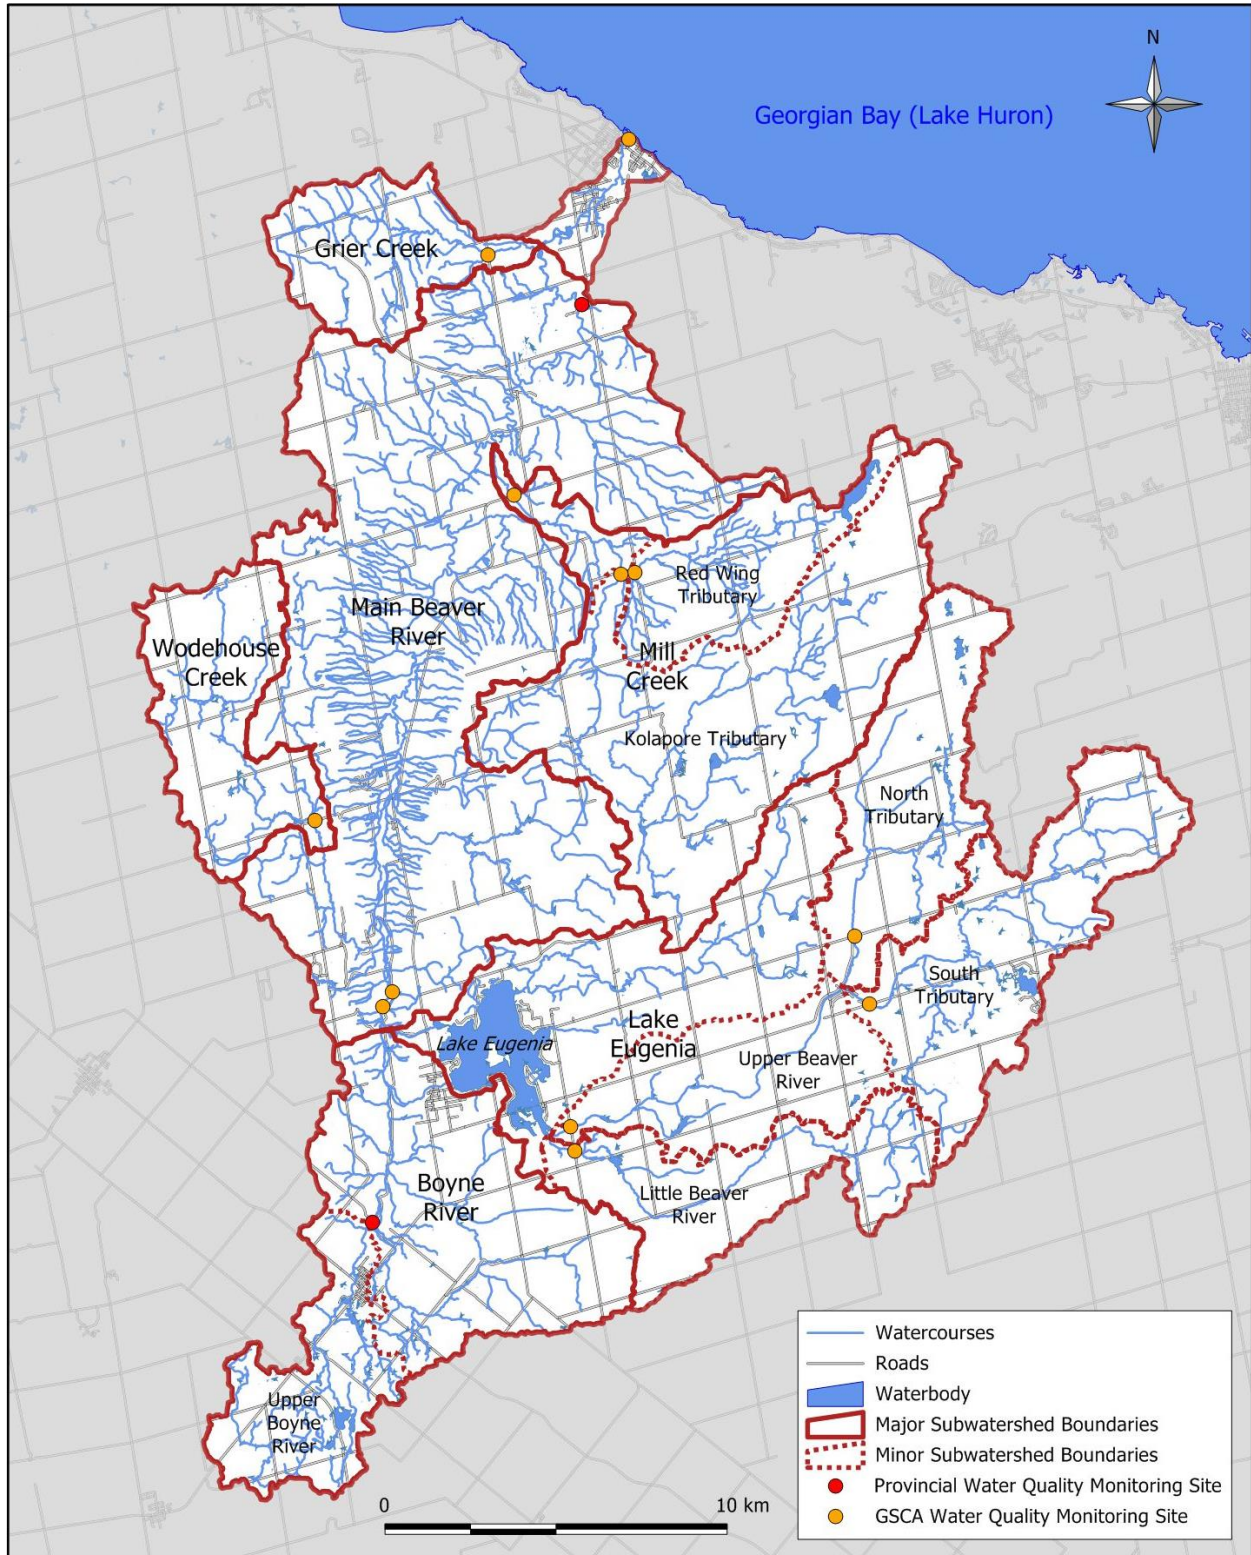 N
Georgian Bay (Lake Huron)
Grier Creek
Red Wing
Tributary
Main Beaver
River
Wodehouse
Creek
Mill
Creek
Kolapore Tributary
North
Tributary
South
Tributary
Lake
Eugenia
Lake Eugenia
Upper Beaver
River
Boyne
River
Little Beaver
River
Upper
Boyne
River
0 10 km
Watercourses
Roads
Waterbody
Major Subwatershed Boundaries
Minor Subwatershed Boundaries
Provincial Water Quality Monitoring Site
GSCA Water Quality Monitoring Site